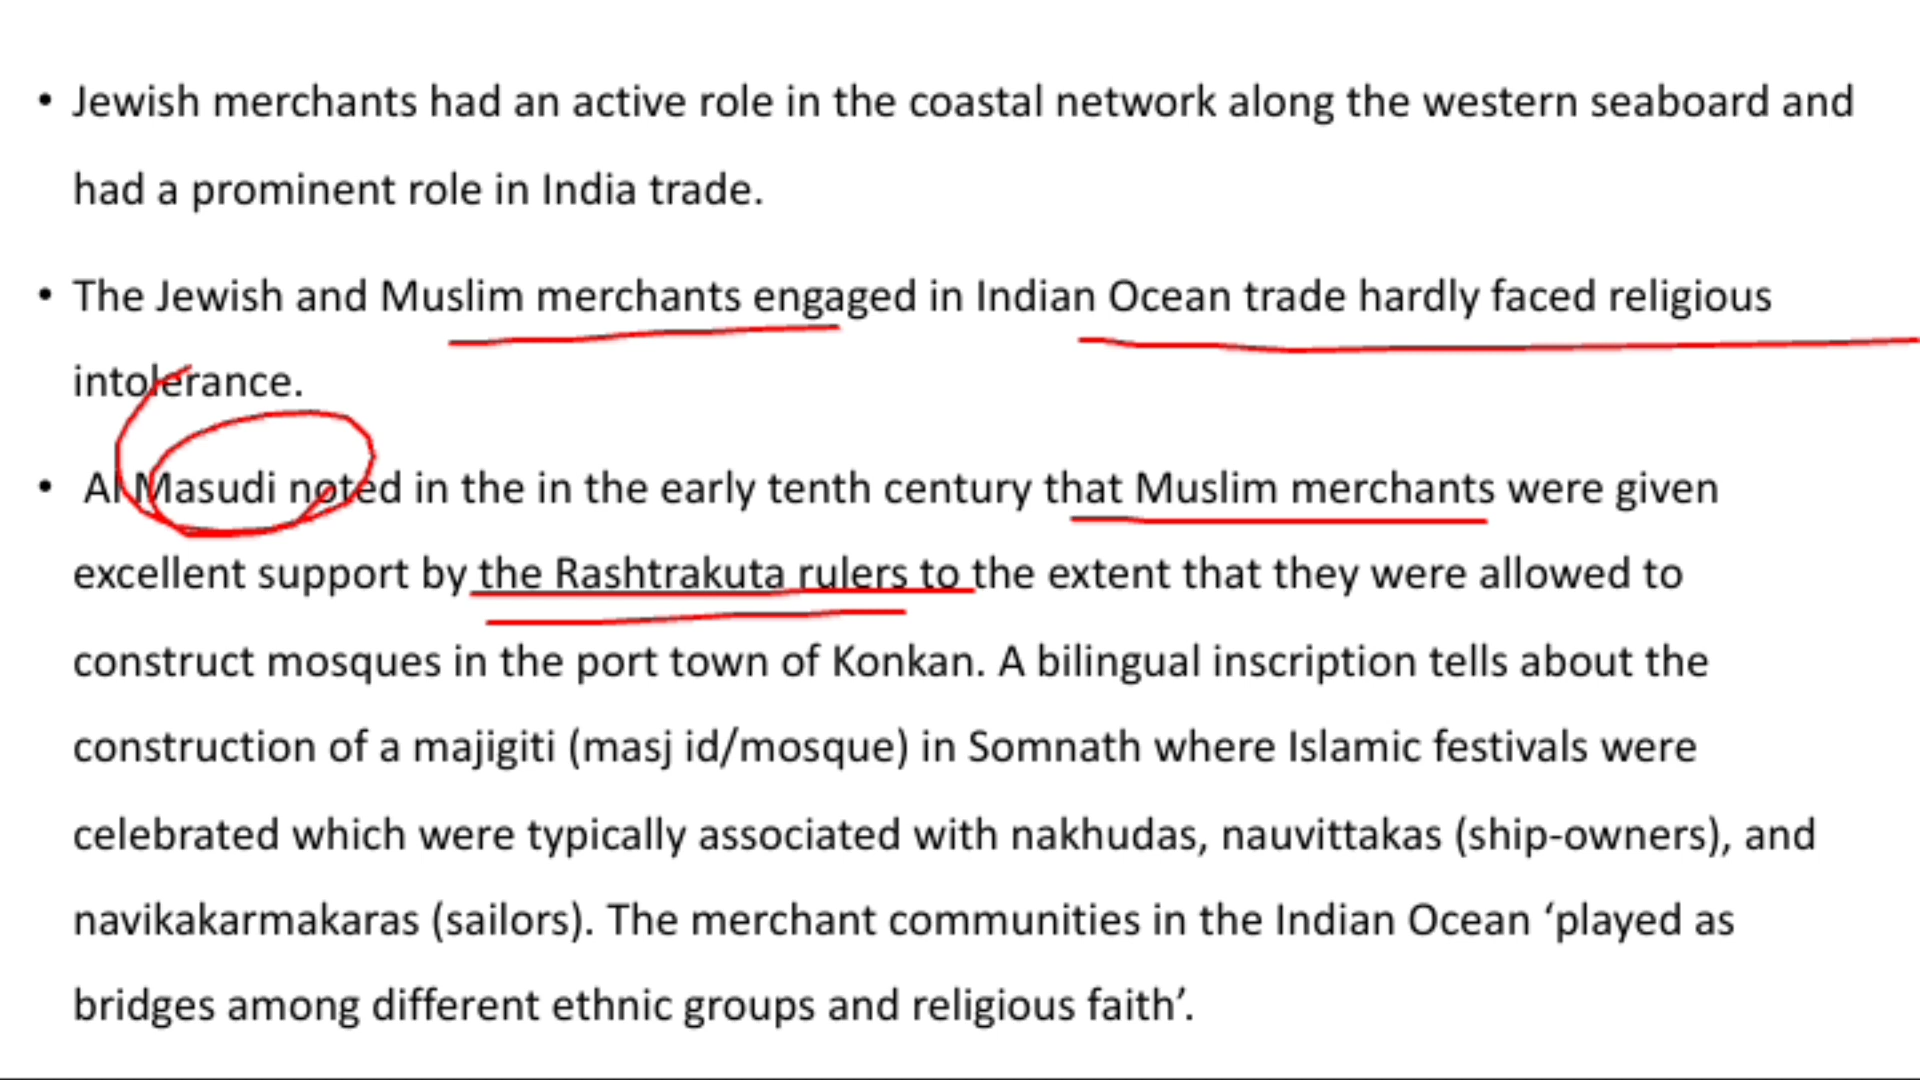 • Jewish merchants had an active role in the coastal network along the western seaboard and
had a prominent role in India trade.
• The Jewish and Muslim merchants engaged in Indian Ocean trade hardly faced religious
intolerance.
• Al Masudi noted in the in the early tenth century that Muslim merchants were given
excellent support by the Rashtrakuta rulers to the extent that they were allowed to
construct mosques in the port town of Konkan. A bilingual inscription tells about the
construction of a majigiti (masj id/mosque) in Somnath where Islamic festivals were
celebrated which were typically associated with nakhudas, nauvittakas (ship-owners), and
navikakarmakaras (sailors). The merchant communities in the Indian Ocean ‘played as
bridges among different ethnic groups and religious faith’.